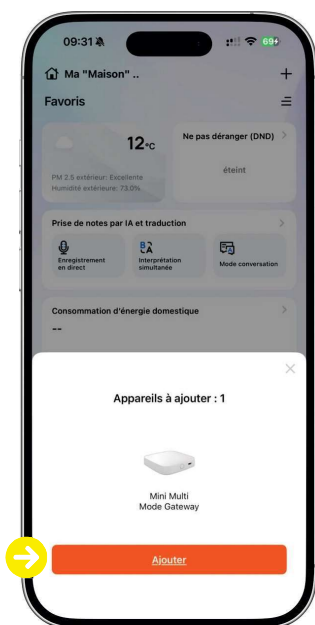 09:31
69
Ma "Maison" ..
Favoris
12°C
PM 2.5 extérieur: Excellente
Humidité extérieure: 73.0%
Ne pas déranger (DND)
éteint
Prise de notes par IA et traduction
Enregistrement
en direct
Interprétation
simultanée
Mode conversation
Consommation d'énergie domestique
--
Appareils à ajouter : 1
Mini Multi
Mode Gateway
Ajouter